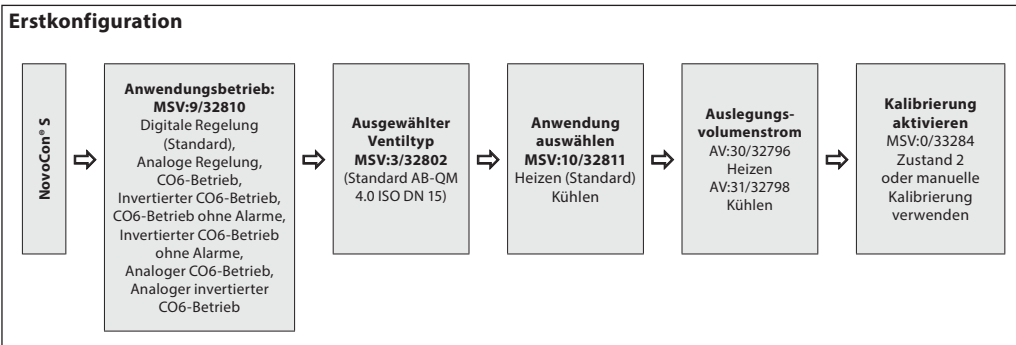 Erstkonfiguration
NovoCon® S
Anwendungsbetrieb:
MSV:9/32810
Digitale Regelung
(Standard),
Analoge Regelung,
CO6-Betrieb,
Invertierter CO6-Betrieb,
CO6-Betrieb ohne Alarme,
Invertierter CO6-Betrieb
ohne Alarme,
Analoger CO6-Betrieb,
Analoger invertierter
CO6-Betrieb
Ausgewählter
Ventiltyp
MSV:3/32802
(Standard AB-QM
4.0 ISO DN 15)
Anwendung
auswählen
MSV:10/32811
Heizen (Standard)
Kühlen
Auslegungs-
volumenstrom
AV:30/32796
Heizen
AV:31/32798
Kühlen
Kalibrierung
aktivieren
MSV:0/33284
Zustand 2
oder manuelle
Kalibrierung
verwenden